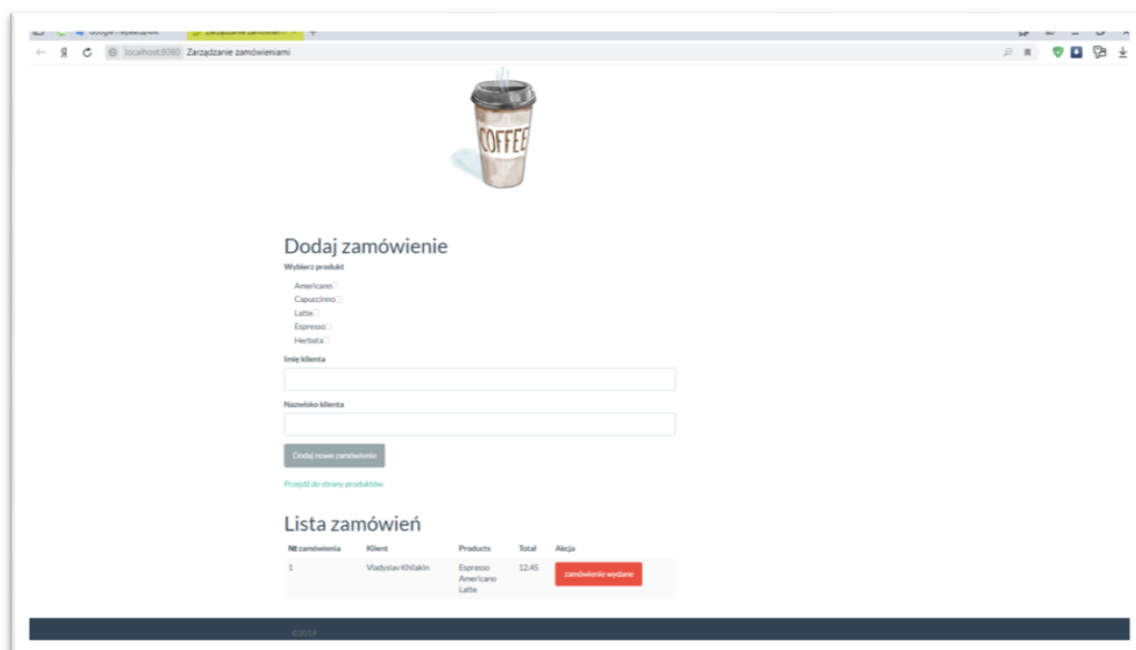 localhost:8080 Zarządzanie zamówieniami
COFFEE
Dodaj zamówienie
Wybierz produkt
Americano
Capuccinno
Latte
Espresso
Herbata
Imię klienta
Nazwisko klienta
Dodaj nowe zamówienie
Przejdź do strony produktów
Lista zamówień
zamówienia Klient Products Total Akcja
1 Vladyslav Khilakin Espresso 12.45 zamówienie wydane
Americano
Latte
©2019